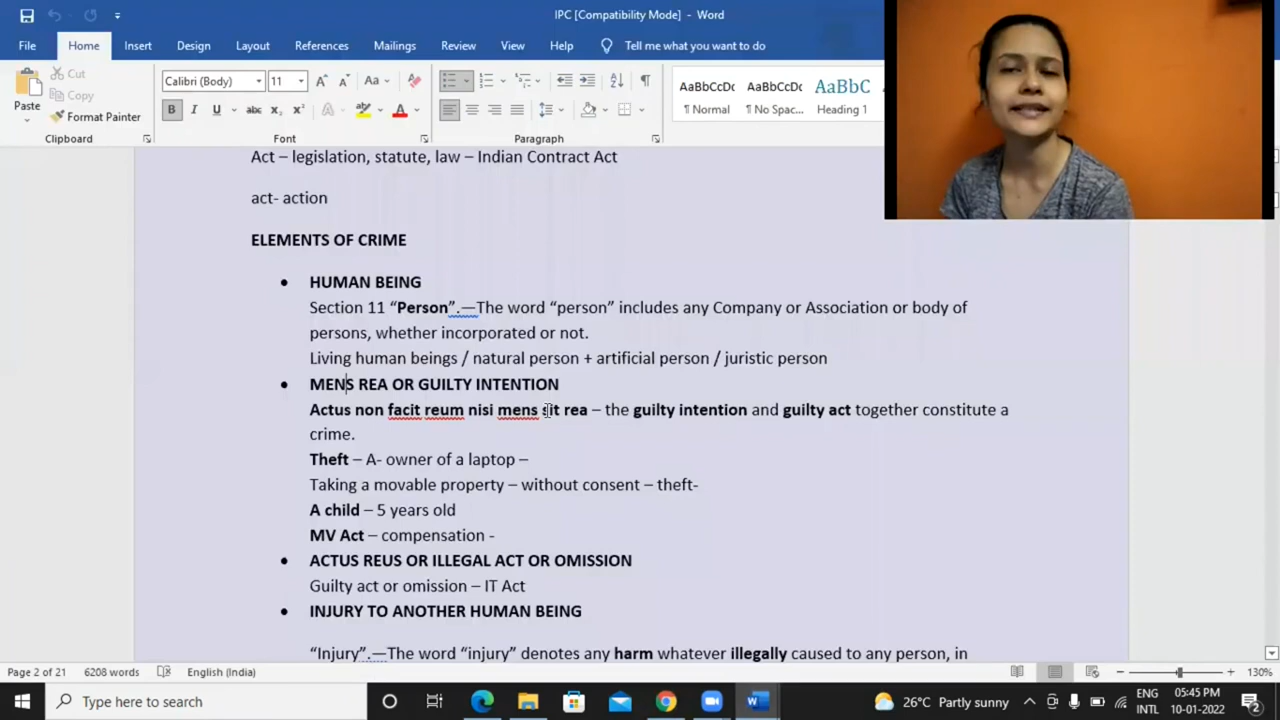 IPC [Compatibility Mode] - Word
File Home Insert Design Layout References Mailings Review View Help Tell me what you want to do
Paste
Cut
Copy
Format Painter
Clipboard
Calibri (Body) 11
Font
Paragraph
AaBbCcDc AaBbCcDc AaBbC
¶ Normal ¶ No Spac... Heading 1
Act – legislation, statute, law – Indian Contract Act
act- action
ELEMENTS OF CRIME
• HUMAN BEING
Section 11 “Person”.—The word “person” includes any Company or Association or body of
persons, whether incorporated or not.
Living human beings / natural person + artificial person / juristic person
• MENS REA OR GUILTY INTENTION
Actus non facit reum nisi mens sit rea – the guilty intention and guilty act together constitute a
crime.
Theft – A- owner of a laptop –
Taking a movable property – without consent – theft-
A child – 5 years old
MV Act – compensation -
• ACTUS REUS OR ILLEGAL ACT OR OMISSION
Guilty act or omission – IT Act
• INJURY TO ANOTHER HUMAN BEING
“Injury”.—The word “injury” denotes any harm whatever illegally caused to any person, in
Page 2 of 21 6208 words English (India) 130%
Type here to search
26°C Partly sunny
ENG
INTL
05:45 PM
10-01-2022
2